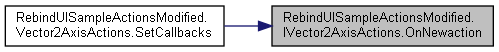 RebindUISampleActionsModified.
Vector2AxisActions.SetCallbacks
RebindUISampleActionsModified.
IVector2AxisActions.OnNewaction